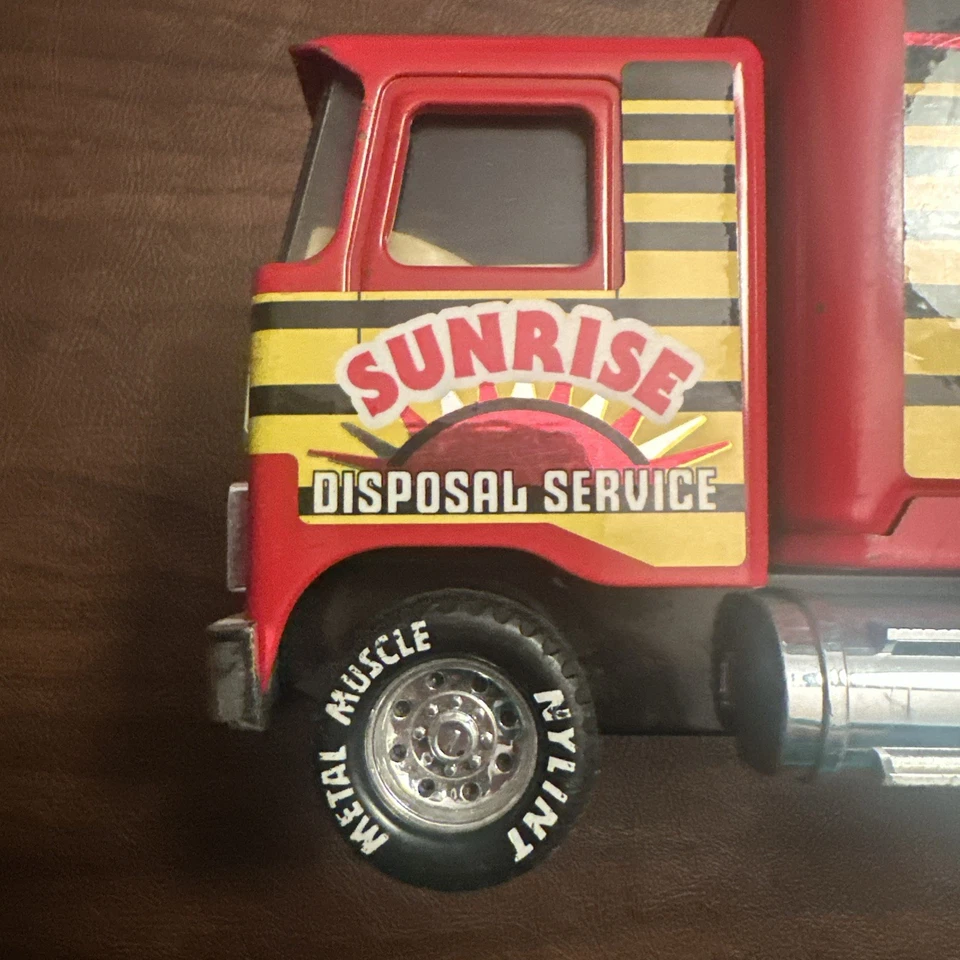 SUNRISE
DISPOSAL SERVICE
METAL MUSCLE
NYLINT